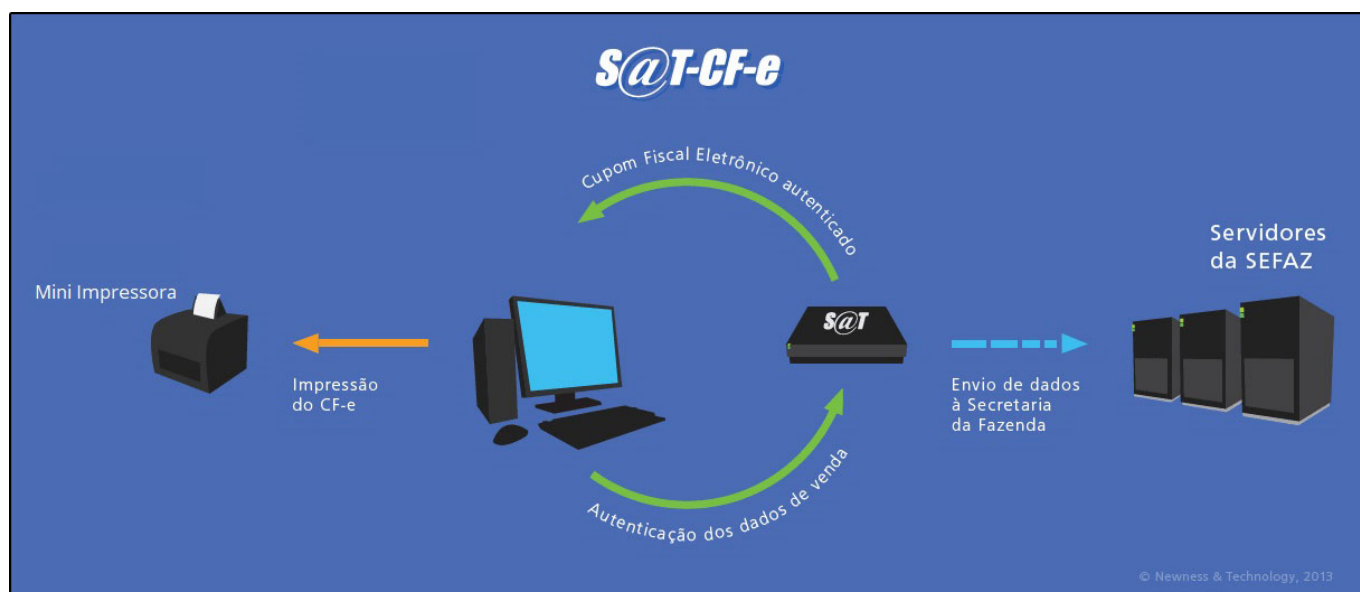 S@T-CF-e
Cupom Fiscal Eletrônico autenticado
Servidores
da SEFAZ
Mini Impressora
S@T
Impressão
do CF-e
Envio de dados
à Secretaria
da Fazenda
Autenticação dos dados de venda
© Newness & Technology, 2013